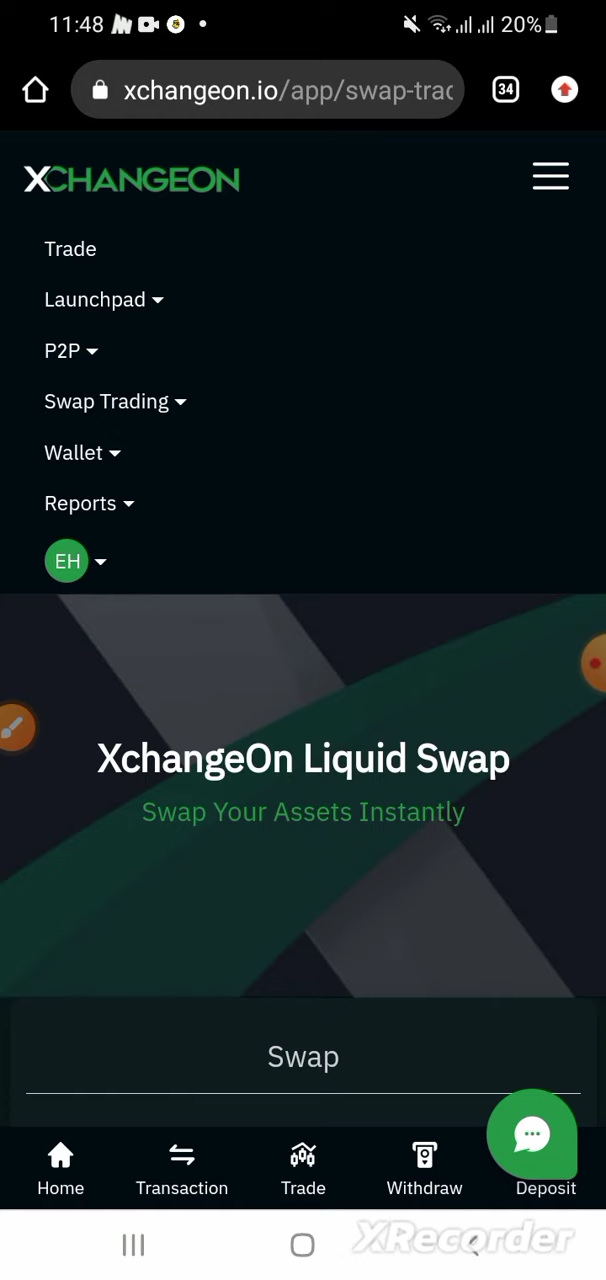 11:48
20%
xchangeon.io/app/swap-trac
34
XCHANGEON
Trade
Launchpad
P2P
Swap Trading
Wallet
Reports
EH
XchangeOn Liquid Swap
Swap Your Assets Instantly
Swap
Home
Transaction
Trade
Withdraw
Deposit
XRecorder